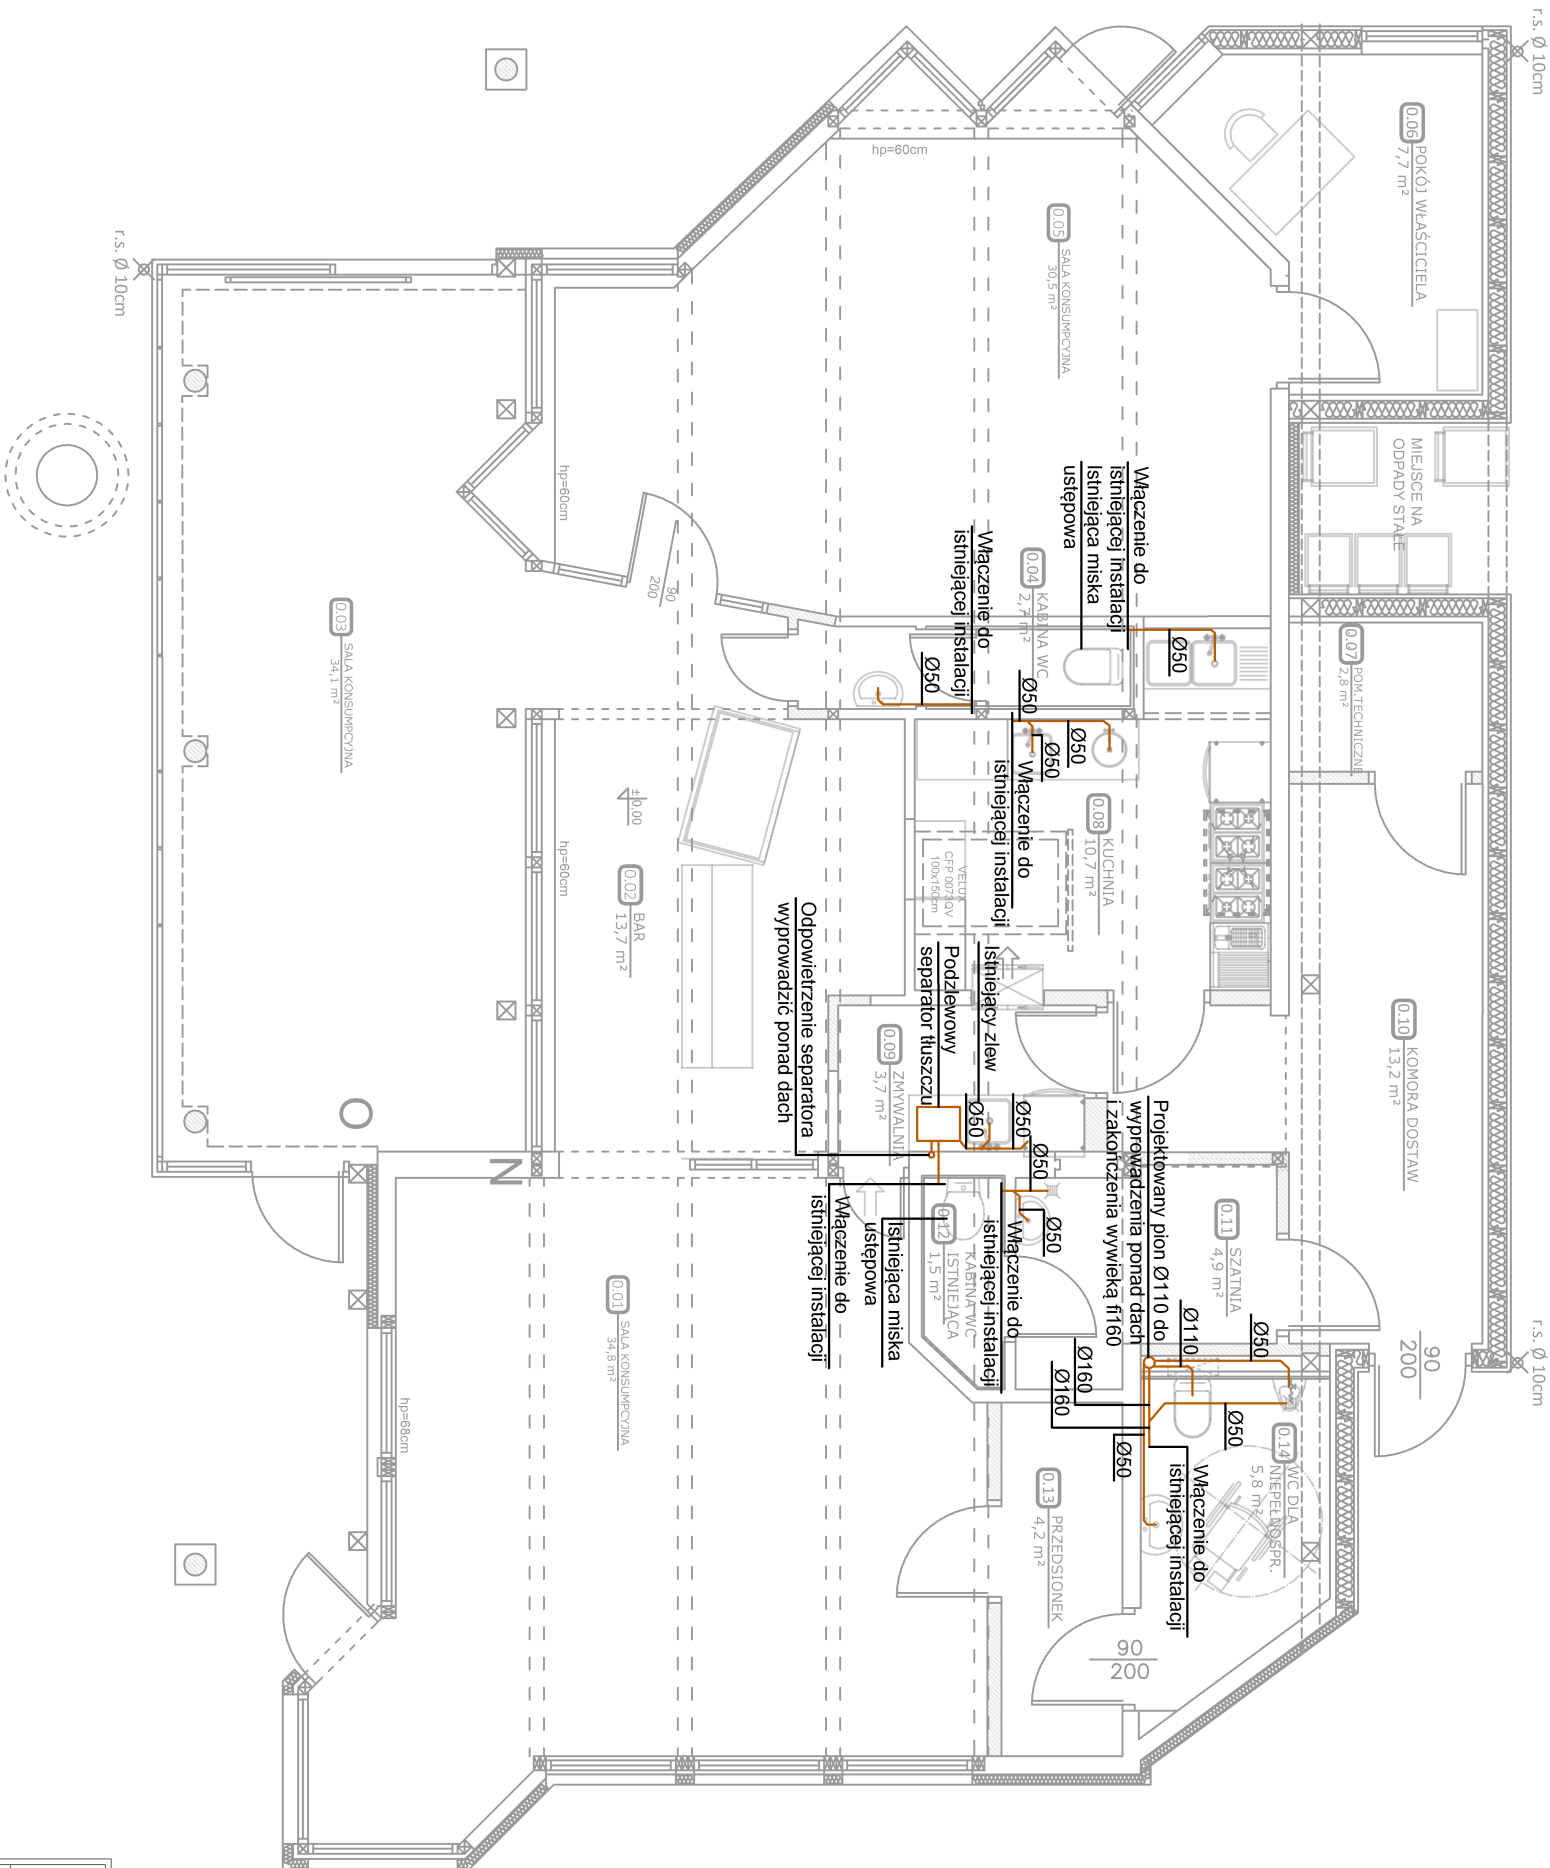 r.s. Ø 10cm
r.s. Ø 10cm
r.s. Ø 10cm
0.06
POKÓJ WŁAŚCICIELA
7,7 m²
MIEJSCE NA
ODPADY STAŁE
0.07
POM.TECHNICZNE
2,8 m²
0.10
KOMORA DOSTAW
13,2 m²
90
200
hp=60cm
0.05
SALA KONSUMPCYJNA
30,5 m²
Włączenie do
istniejącej instalacji
Istniejąca miska
ustępowa
Ø50
0.04
KABINA WC
2,7 m²
Włączenie do
istniejącej instalacji
Ø50
Ø50
Ø50
Ø50
Włączenie do
istniejącej instalacji
0.08
KUCHNIA
10,7 m²
VELUX
CFP 0073QV
100x150cm
Istniejący zlew
Podzlewowy
separator tłuszczu
Odpowietrzenie separatora
wyprowadzić ponad dach
0.09
ZMYWALNIA
3,7 m²
Ø50
Ø50
Ø50
Ø50
Projektowany pion Ø110 do
wyprowadzenia ponad dach
i zakończenia wywieką fi160
0.11
SZATNIA
4,9 m²
Ø50
Ø110
Ø160
Ø160
Ø50
Ø50
0.14
WC DLA
NIEPEŁNOSPR.
5,8 m²
Włączenie do
istniejącej instalacji
Włączenie do
istniejącej instalacji
0.12
KABINA WC
ISTNIEJĄCA
1,5 m²
Istniejąca miska
ustępowa
Włączenie do
istniejącej instalacji
0.13
PRZEDSIONEK
4,2 m²
90
200
90
200
hp=60cm
0.03
SALA KONSUMPCYJNA
34,1 m²
±0,00
0.02
BAR
13,7 m²
hp=60cm
O
N
0.01
SALA KONSUMPCYJNA
34,8 m²
hp=68cm